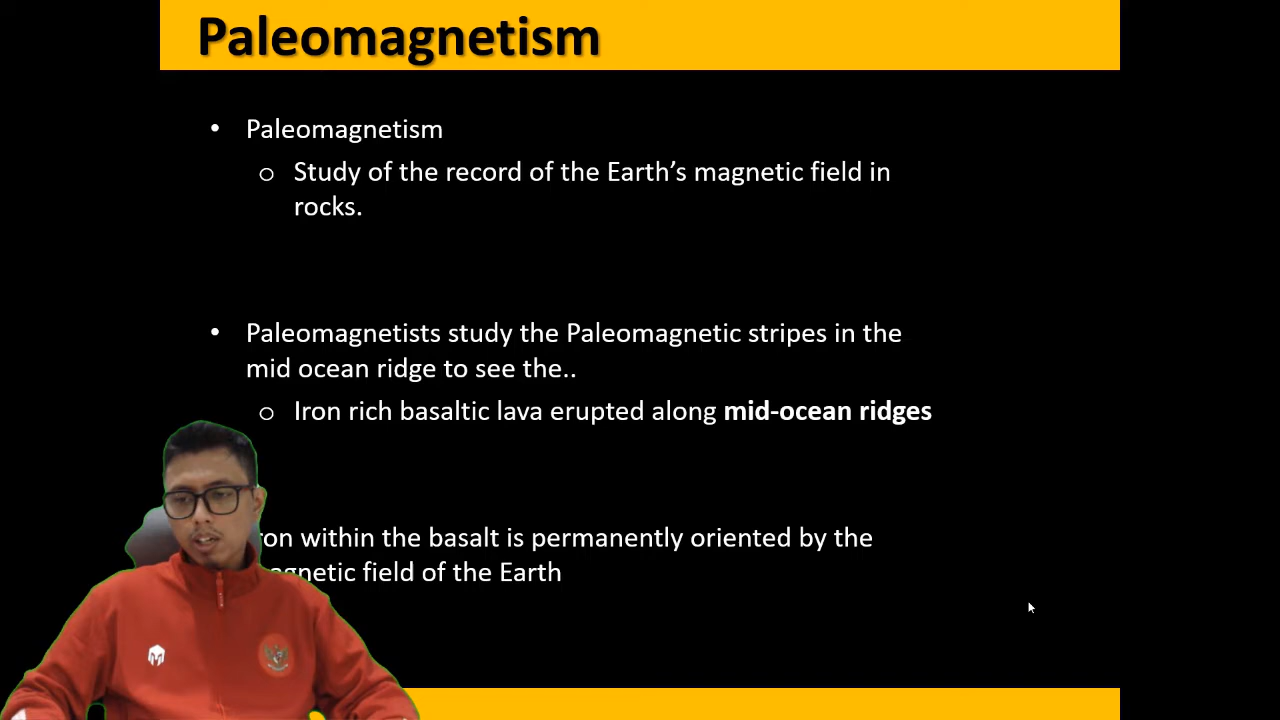 Paleomagnetism
• Paleomagnetism
o Study of the record of the Earth's magnetic field in
rocks.
• Paleomagnetists study the Paleomagnetic stripes in the
mid ocean ridge to see the..
o Iron rich basaltic lava erupted along mid-ocean ridges
within the basalt is permanently oriented by the
field of the Earth